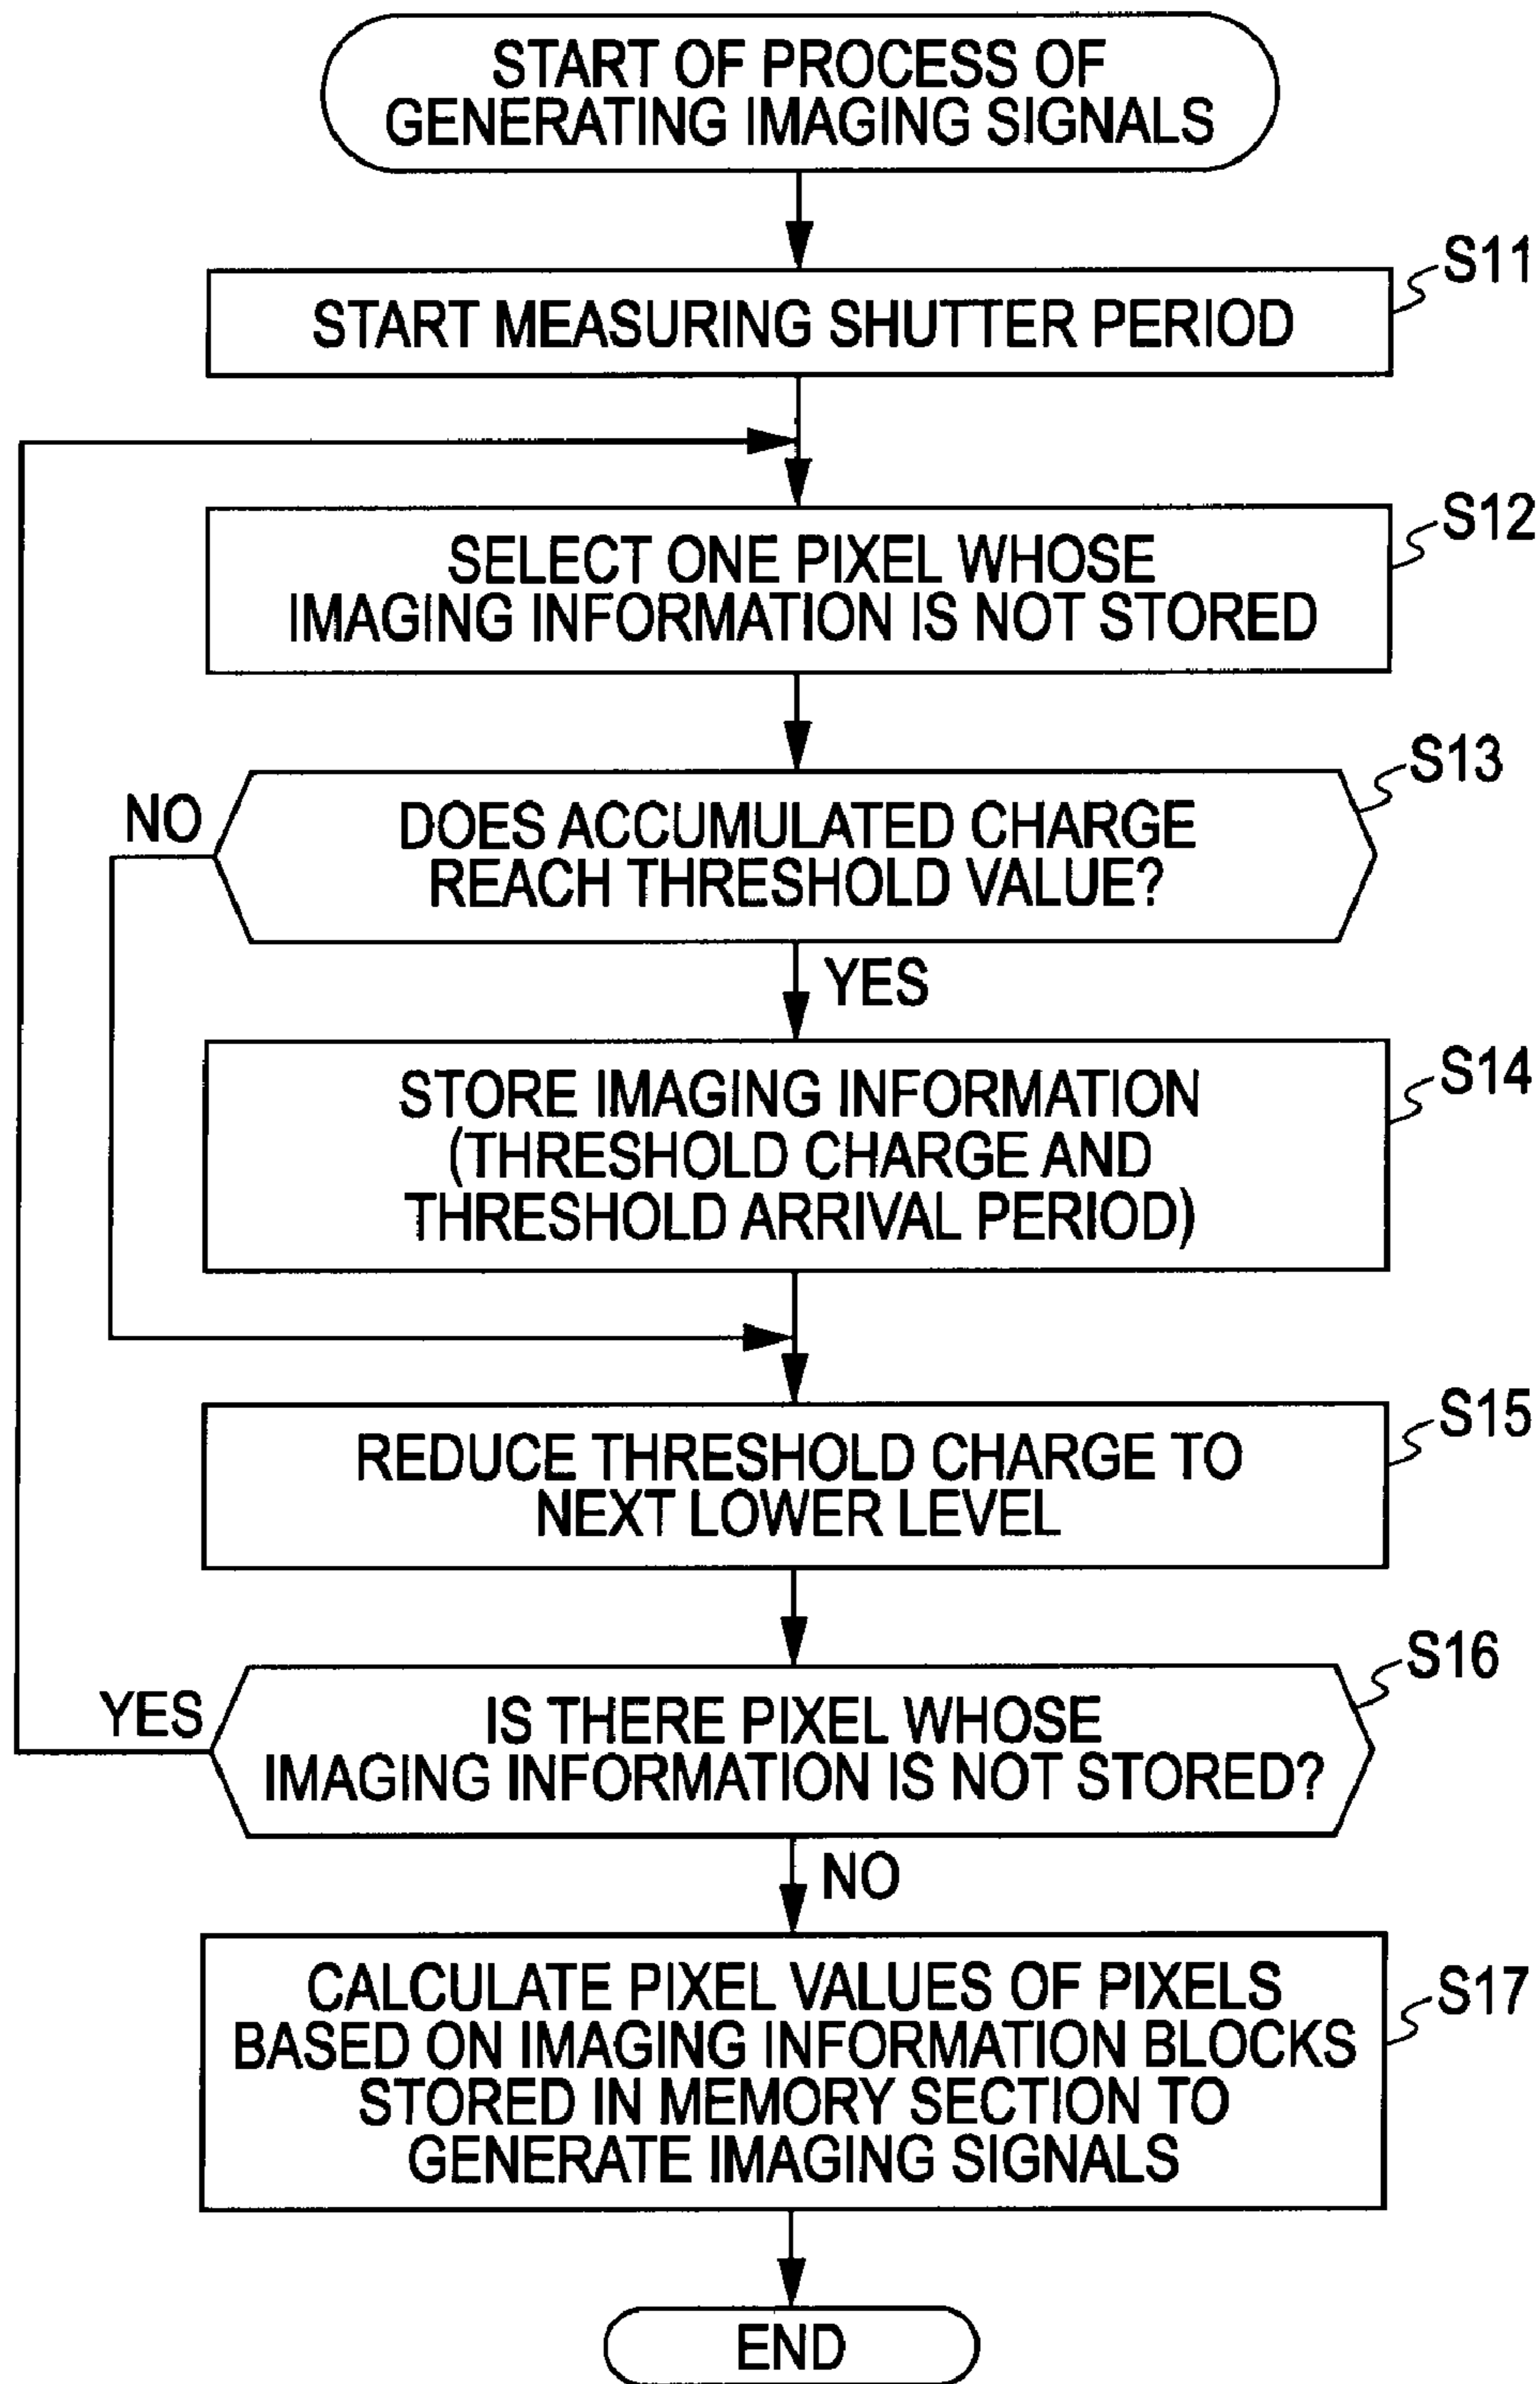 START OF PROCESS OF
GENERATING IMAGING SIGNALS
S11
START MEASURING SHUTTER PERIOD
S12
SELECT ONE PIXEL WHOSE
IMAGING INFORMATION IS NOT STORED
S13
NO
DOES ACCUMULATED CHARGE
REACH THRESHOLD VALUE?
YES
S14
STORE IMAGING INFORMATION
(THRESHOLD CHARGE AND
THRESHOLD ARRIVAL PERIOD)
S15
REDUCE THRESHOLD CHARGE TO
NEXT LOWER LEVEL
S16
YES
IS THERE PIXEL WHOSE
IMAGING INFORMATION IS NOT STORED?
NO
S17
CALCULATE PIXEL VALUES OF PIXELS
BASED ON IMAGING INFORMATION BLOCKS
STORED IN MEMORY SECTION TO
GENERATE IMAGING SIGNALS
END